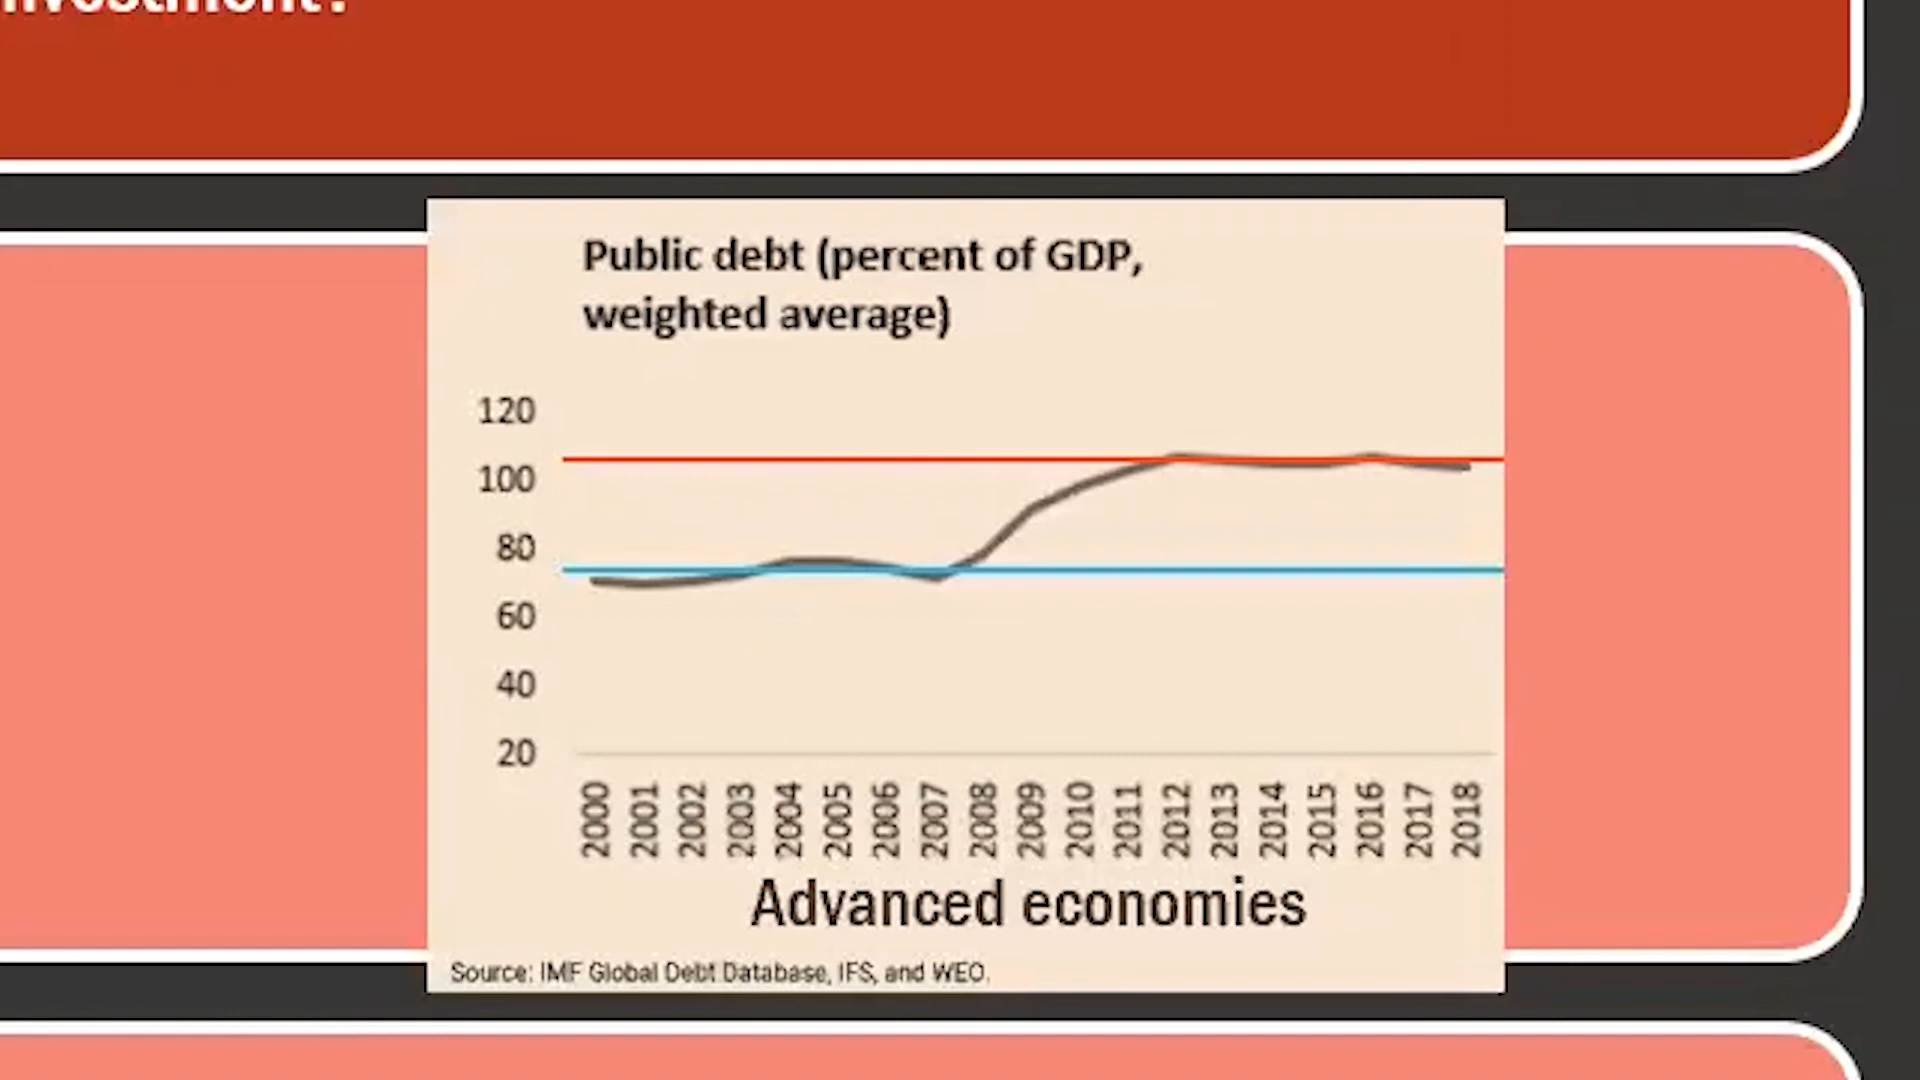 Public debt (percent of GDP,
weighted average)
120
100
80
60
40
20
2000 2001 2002 2003 2004 2005 2006 2007 2008 2009 2010 2011 2012 2013 2014 2015 2016 2017 2018
Advanced economies
Source: IMF Global Debt Database, IFS, and WEO.